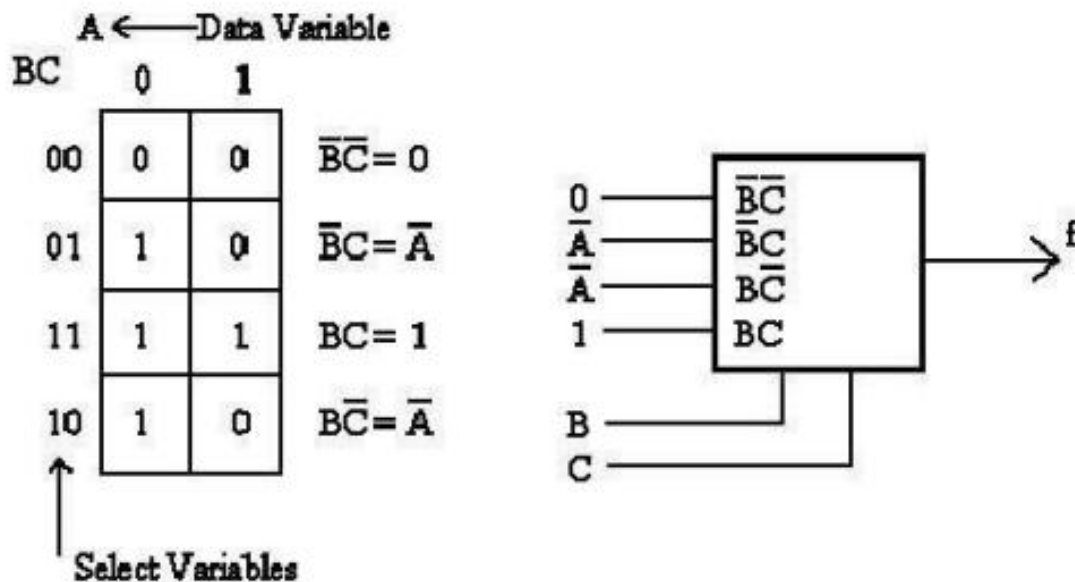 A ← Data Variable
BC 0 1
00 0 0 B̅C̅ = 0
01 1 0 B̅C = A̅
11 1 1 BC = 1
10 1 0 BC̅ = A̅
Select Variables
0 B̅C̅
A̅ B̅C
A̅ BC̅
1 BC
f
B
C